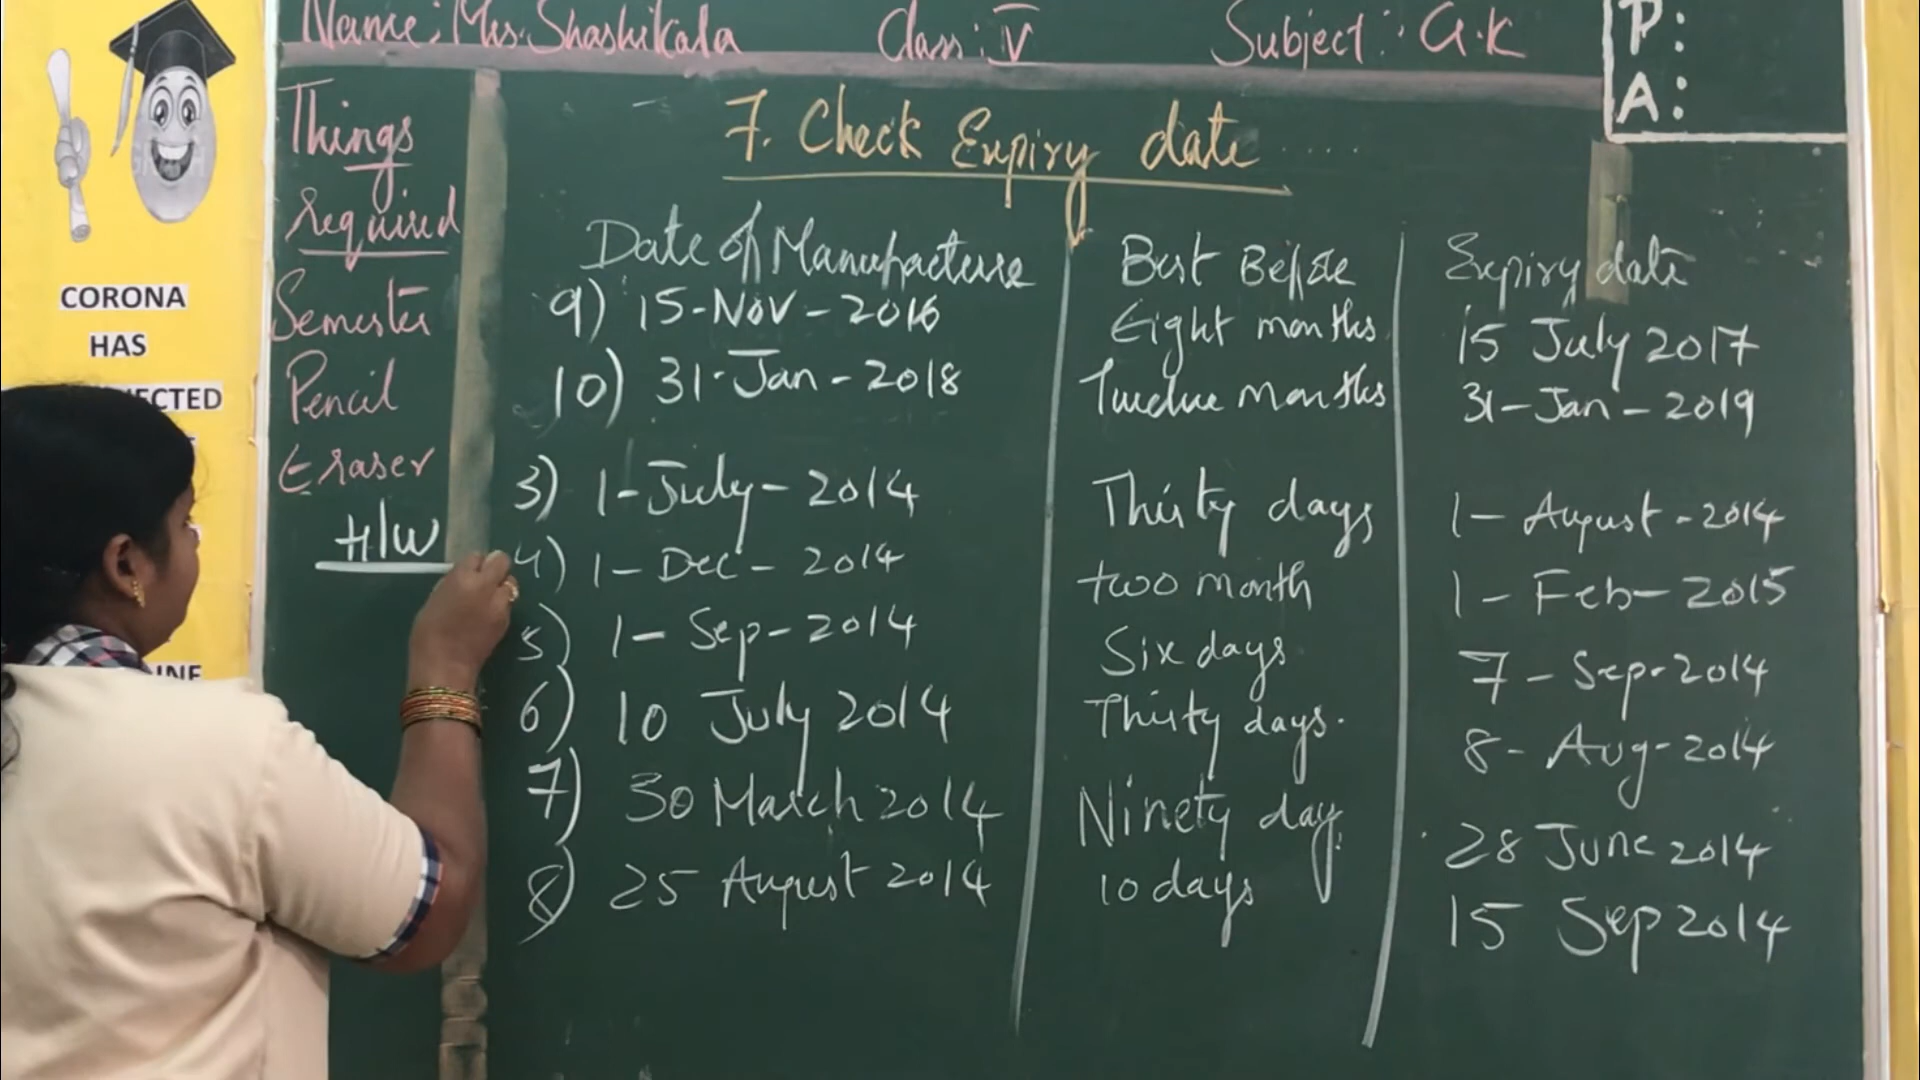 Name: Mrs. Shashikala Class: V Subject: G.K
P:
A:
CORONA
HAS
Things
required
Semester
Pencil
Eraser
H/W
7. Check Expiry date
Date of Manufacture Best Before Expiry date
9) 15-Nov-2016 Eight months 15 July 2017
10) 31-Jan-2018 Twelve months 31-Jan-2019
3) 1-July-2014 Thirty days 1-August-2014
4) 1-Dec-2014 two month 1-Feb-2015
5) 1-Sep-2014 Six days 7-Sep-2014
6) 10 July 2014 Thirty days. 8-Aug-2014
7) 30 March 2014 Ninety day. 28 June 2014
8) 25 August 2014 10 days 15 Sep 2014